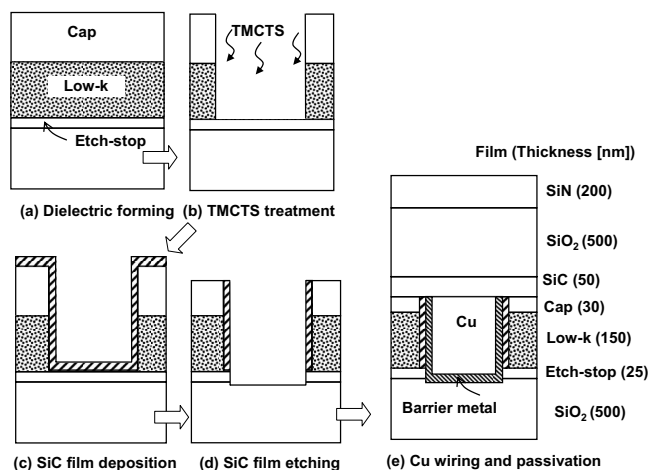 Cap
Low-k
Etch-stop
(a) Dielectric forming
TMCTS
(b) TMCTS treatment
(c) SiC film deposition
(d) SiC film etching
Film (Thickness [nm])
SiN (200)
SiO₂ (500)
SiC (50)
Cap (30)
Cu
Low-k (150)
Etch-stop (25)
Barrier metal
SiO₂ (500)
(e) Cu wiring and passivation